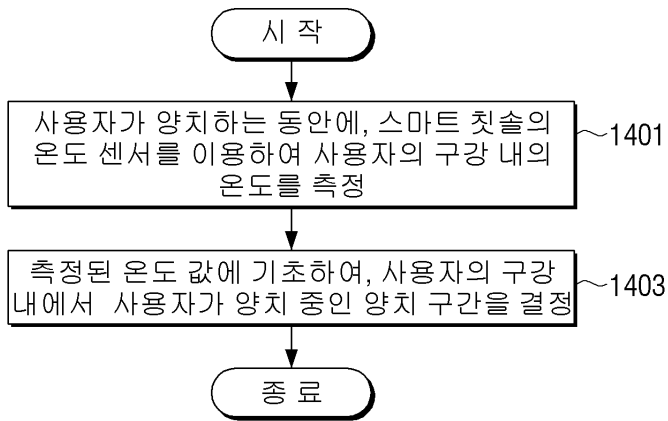 시 작
사용자가 양치하는 동안에, 스마트 칫솔의
온도 센서를 이용하여 사용자의 구강 내의
온도를 측정
1401
측정된 온도 값에 기초하여, 사용자의 구강
내에서 사용자가 양치 중인 양치 구간을 결정
1403
종 료